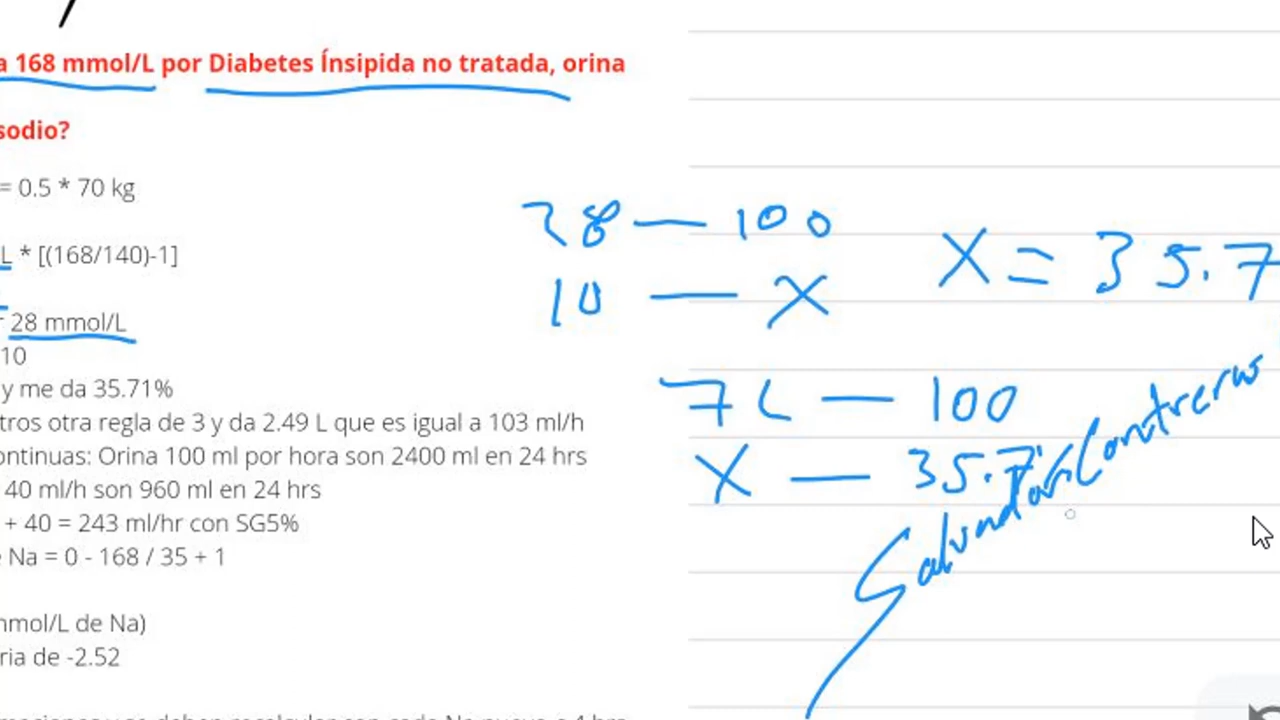 a 168 mmol/L por Diabetes Ínsipida no tratada, orina
sodio?
= 0.5 * 70 kg
L * [(168/140)-1]
28 mmol/L
10
y me da 35.71%
tros otra regla de 3 y da 2.49 L que es igual a 103 ml/h
ontinuas: Orina 100 ml por hora son 2400 ml en 24 hrs
40 ml/h son 960 ml en 24 hrs
+ 40 = 243 ml/hr con SG5%
e Na = 0 - 168 / 35 + 1
mmol/L de Na)
ria de -2.52
28 — 100
10 — X
X = 35.7
7L — 100
X — 35.7
Salvador Contreras